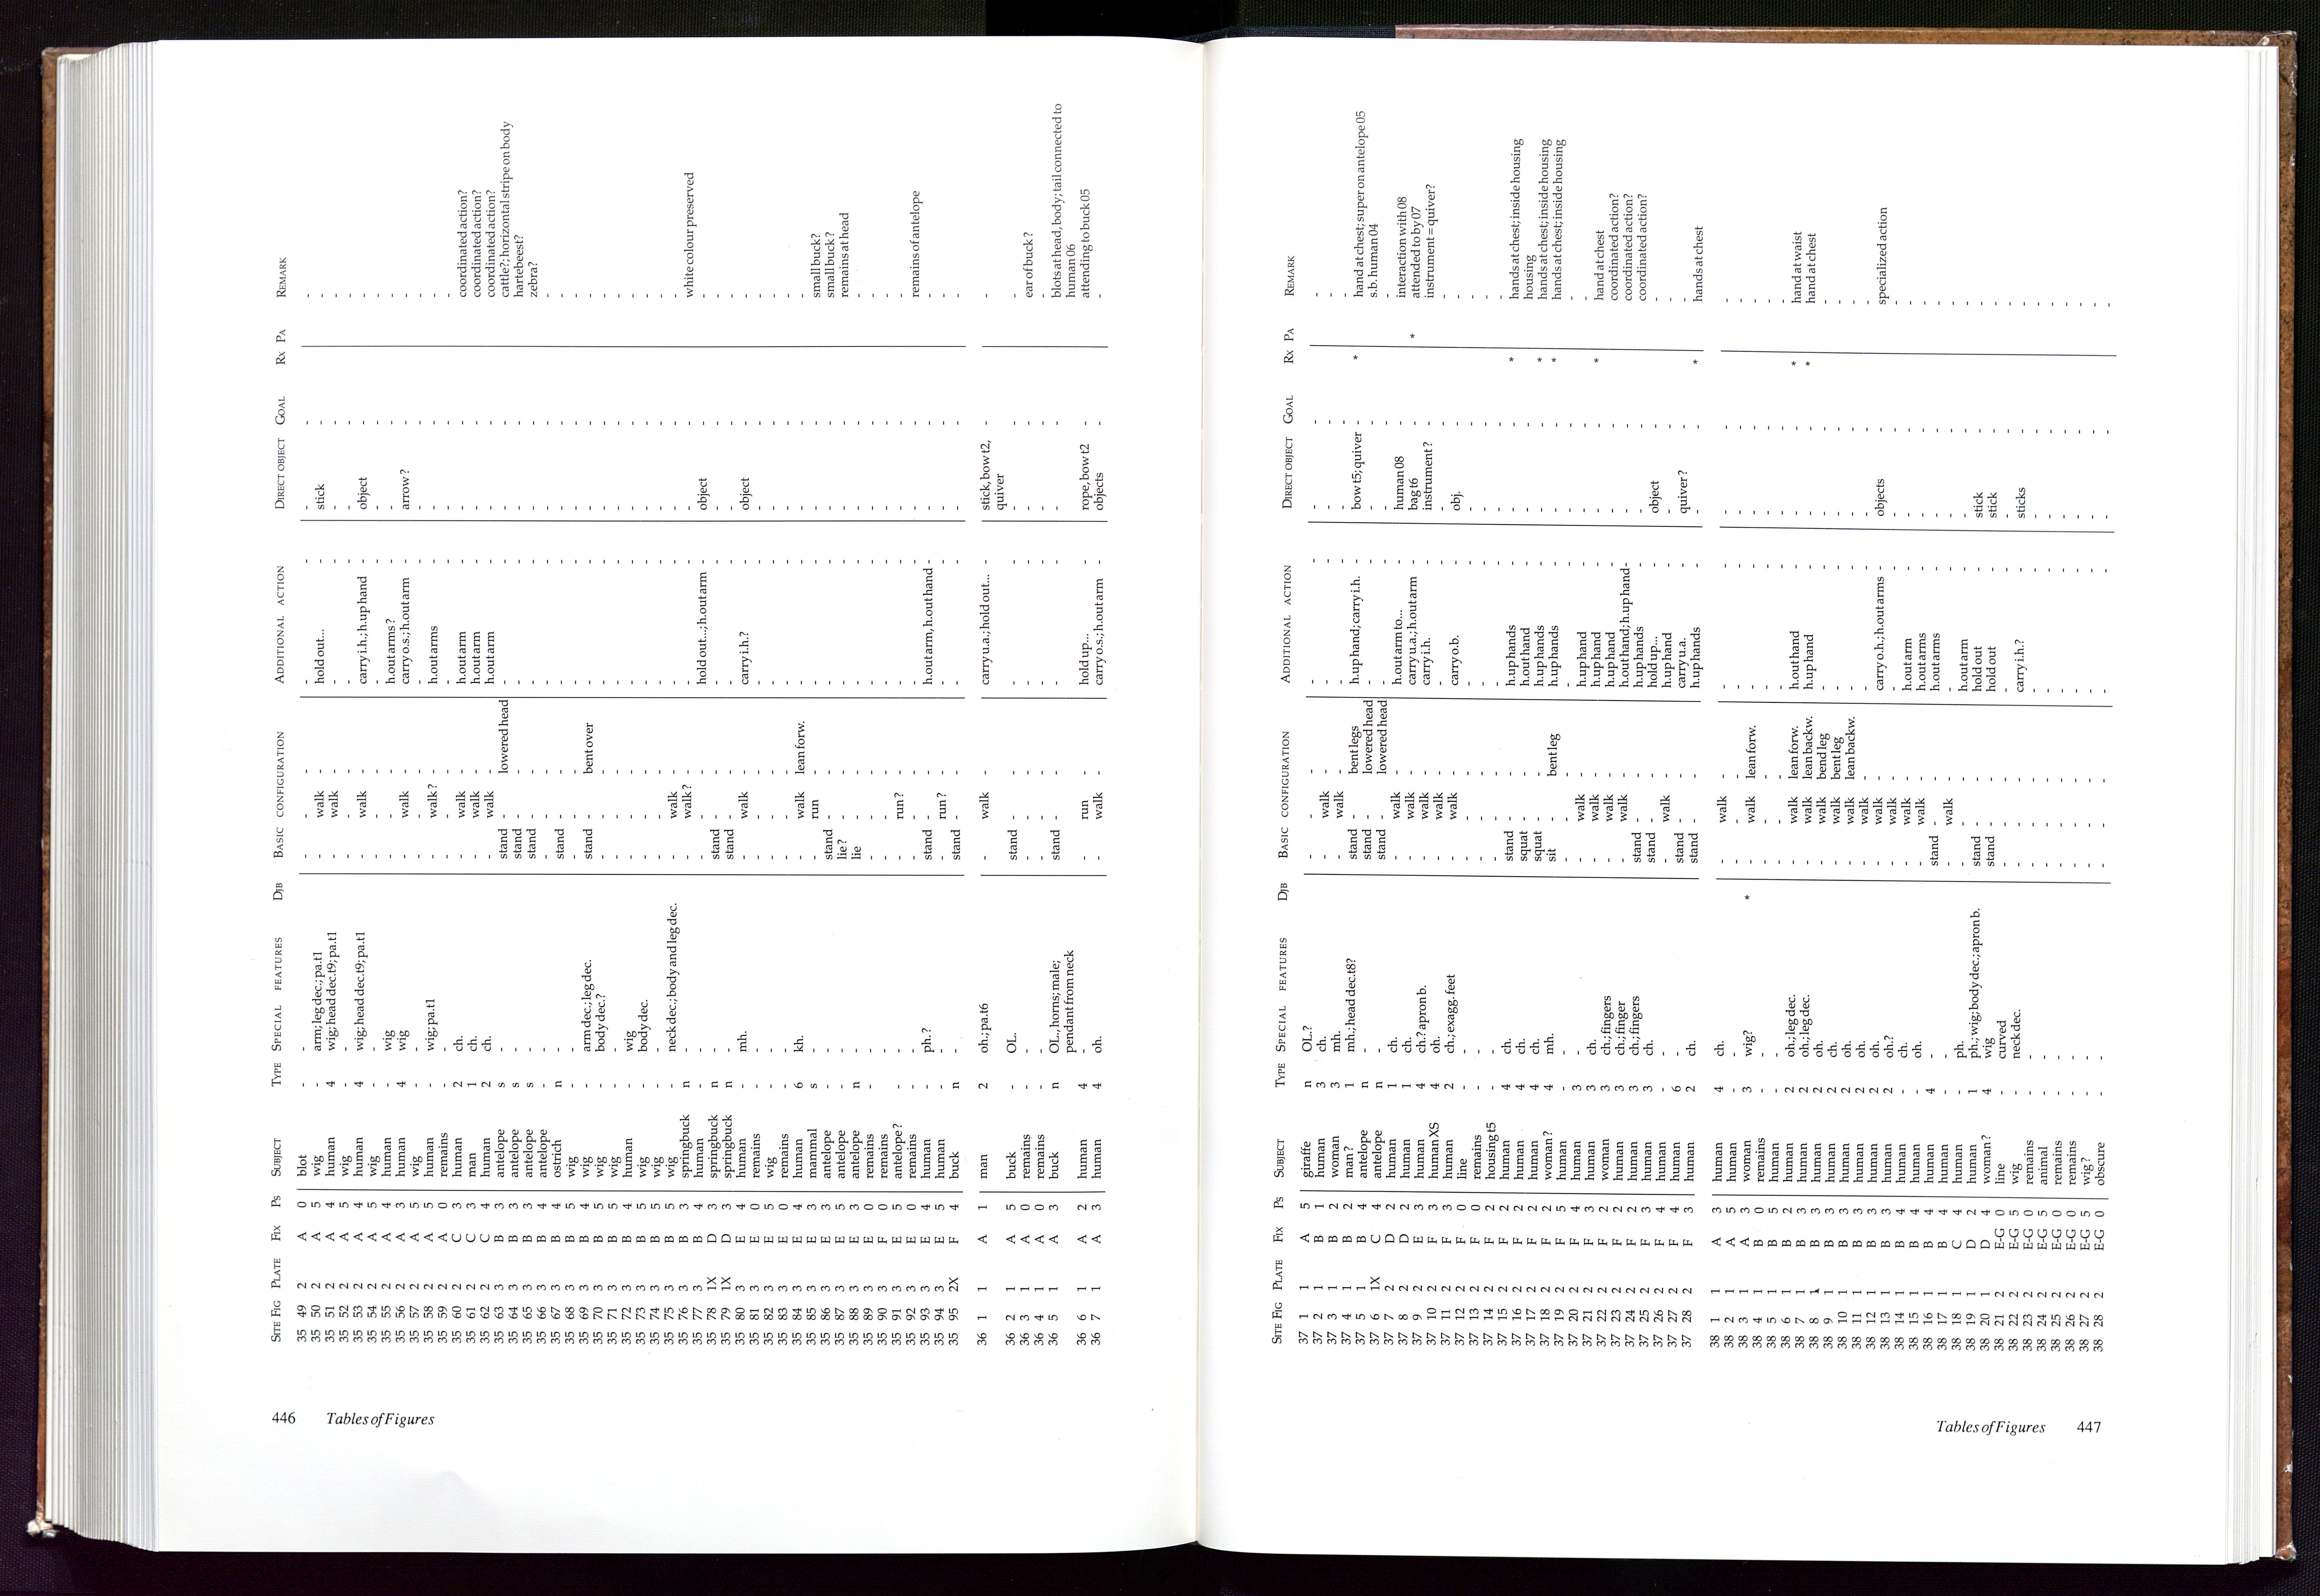 446 Tables of Figures
SITE FIG PLATE FIX PS SUBJECT TYPE SPECIAL FEATURES DJB BASIC CONFIGURATION ADDITIONAL ACTION DIRECT OBJECT GOAL RX PA REMARK
35 49 2 A 0 blot - - - - - - - - - -
35 50 2 A 5 wig - arm;leg dec.;pa.t1 - walk - hold out... - stick - -
35 51 2 A 4 human 4 wig; head dec.t9; pa.t1 - walk - - - - - -
35 52 2 A 5 wig - - - - - - - - - -
35 53 2 A 4 human 4 wig; head dec.t9; pa.t1 - walk - carry i.h.; h.up hand - object - -
35 54 2 A 5 wig - - - - - - - - - -
35 55 2 A 4 human - wig - - - h.out arms? - - - -
35 56 2 A 3 human 4 wig - walk - carry o.s.; h.out arm - arrow? - -
35 57 2 A 5 wig - - - - - - - - - -
35 58 2 A 5 human - wig; pa.t1 - walk? - h.out arms - - - -
35 59 2 A 0 remains - - - - - - - - - -
35 60 2 C 3 human 2 ch. - walk - h.out arm - - - coordinated action?
35 61 2 C 3 man 1 ch. - walk - h.out arm - - - coordinated action?
35 62 2 C 4 human 2 ch. - walk - h.out arm - - - coordinated action?
35 63 3 B 3 antelope s - stand - lowered head - - - - cattle?; horizontal stripe on body
35 64 3 B 3 antelope s - stand - - - - - - hartebeest?
35 65 3 B 3 antelope s - stand - - - - - - zebra?
35 66 3 B 4 antelope - - - - - - - - - -
35 67 3 B 4 ostrich n - stand - - - - - - -
35 68 3 B 5 wig - - - - - - - - - -
35 69 3 B 4 wig - arm dec.; leg dec. stand - bent over - - - - -
35 70 3 B 5 wig - body dec.? - - - - - - - -
35 71 3 B 5 wig - - - - - - - - - -
35 72 3 B 4 human - wig - - - - - - - -
35 73 3 B 5 wig - body dec. - - - - - - - -
35 74 3 B 5 wig - - - - - - - - - -
35 75 3 B 5 wig - neck dec.; body and leg dec. - walk - - - - - -
35 76 3 B 3 springbuck n - - walk? - - - - - white colour preserved
35 77 3 B 4 human - - - - - hold out...; h.out arm - object - -
35 78 1X D 3 springbuck n - stand - - - - - - -
35 79 1X D 3 springbuck n - stand - - - - - - -
35 80 3 E 4 human - mh. - walk - carry i.h.? - object - -
35 81 3 E 0 remains - - - - - - - - - -
35 82 3 E 5 wig - - - - - - - - - -
35 83 3 E 0 remains - - - - - - - - - -
35 84 3 E 4 human 6 kh. - walk lean forw. - - - - -
35 85 3 E 3 mammal s - - run - - - - - small buck?
35 86 3 E 3 antelope - - stand - - - - - - small buck?
35 87 3 E 5 antelope - - lie? - - - - - - remains at head
35 88 3 E 3 antelope n - lie - - - - - - -
35 89 3 E 0 remains - - - - - - - - - -
35 90 3 F 0 remains - - - - - - - - - -
35 91 3 E 5 antelope? - - - run? - - - - - -
35 92 3 E 0 remains - - - - - - - - - remains of antelope
35 93 3 E 4 human - ph.? stand - - h.out arm, h.out hand - - - -
35 94 3 E 5 human - - - run? - - - - - -
35 95 2X F 4 buck n - stand - - - - - - -
36 1 1 A 1 man 2 oh.; pa.t6 - walk - carry u.a.; hold out... - stick, bow t2, - -
quiver
36 2 1 A 5 buck - OL. stand - - - - - - -
36 3 1 A 0 remains - - - - - - - - - ear of buck?
36 4 1 A 0 remains - - - - - - - - - -
36 5 1 A 3 buck n OL., horns; male; stand - - - - - - blots at head, body; tail connected to
pendant from neck human 06
36 6 1 A 2 human 4 - - run - hold up... - rope, bow t2 - attending to buck 05
36 7 1 A 3 human 4 oh. - walk - carry o.s.; h.out arm - objects - -
SITE FIG PLATE FIX PS SUBJECT TYPE SPECIAL FEATURES DJB BASIC CONFIGURATION ADDITIONAL ACTION DIRECT OBJECT GOAL RX PA REMARK
37 1 1 A 5 giraffe n OL.? - - - - - - - -
37 2 1 B 1 human 3 ch. - walk - - - - - -
37 3 1 B 2 woman 3 mh. - walk - - - - - -
37 4 1 B 2 man? 1 mh.; head dec.t8? stand - bent legs h.up hand; carry i.h. - bow t5; quiver - * hand at chest; super on antelope 05
37 5 1 B 4 antelope n - stand - lowered head - - - - s.b. human 04
37 6 1X C 4 antelope n - stand - lowered head - - - - -
37 7 2 D 2 human 1 ch. - walk - h.out arm to... - human 08 - interaction with 08
37 8 2 D 2 human 1 ch. - walk - carry u.a.; h.out arm - bag t6 - * attended to by 07
37 9 2 E 3 human 4 ch.? apron b. - walk - carry i.h. - instrument? - instrument = quiver?
37 10 2 F 3 human XS 4 oh. - walk - - - - - -
37 11 2 F 3 human 2 ch.; exagg. feet - walk - carry o.b. - obj. - -
37 12 2 F 0 line - - - - - - - - - -
37 13 2 F 0 remains - - - - - - - - - -
37 14 2 F 2 housing t5 - - - - - - - - - -
37 15 2 F 2 human 4 ch. stand - - h.up hands - - - * hands at chest; inside housing
37 16 2 F 2 human 4 ch. squat - - h.out hand - - - housing
37 17 2 F 2 human 4 ch. squat - - h.up hands - - - * hands at chest; inside housing
37 18 2 F 2 woman? 4 mh. sit - bent leg h.up hands - - - * hands at chest; inside housing
37 19 2 F 5 human - - - - - - - - - -
37 20 2 F 4 human 3 - - walk - h.up hand - - - -
37 21 2 F 3 human 3 ch. - walk - h.up hand - - - * hand at chest
37 22 2 F 2 woman 3 ch.; fingers - walk - h.up hand - - - coordinated action?
37 23 2 F 2 human 3 ch.; finger - walk - h.out hand; h.up hand - - - coordinated action?
37 24 2 F 2 human 3 ch.; fingers stand - - h.up hands - - - coordinated action?
37 25 2 F 3 human 3 ch. stand - - hold up... - object - -
37 26 2 F 4 human - - - walk - h.up hand - - - -
37 27 2 F 4 human 6 - stand - - carry u.a. - quiver? - -
37 28 2 F 3 human 2 ch. stand - - h.up hands - - - * hands at chest
38 1 1 A 3 human 4 ch. - walk - - - - - -
38 2 1 A 5 human - - - - - - - - - -
38 3 1 A 3 woman 3 wig? * - walk lean forw. - - - - -
38 4 1 B 0 remains - - - - - - - - - -
38 5 1 B 5 human - - - - - - - - - -
38 6 1 B 2 human 2 oh.; leg dec. - walk lean forw. h.out hand - - - * hand at waist
38 7 1 B 3 human 2 oh.; leg dec. - walk lean backw. h.up hand - - - * hand at chest
38 8 1 B 3 human 2 oh. - walk bend leg - - - - -
38 9 1 B 3 human 2 ch. - walk bent leg - - - - -
38 10 1 B 3 human 2 oh. - walk lean backw. - - - - -
38 11 1 B 3 human 2 oh. - walk - - - - - -
38 12 1 B 3 human 2 oh. - walk - carry o.h.; h.out arms - objects - specialized action
38 13 1 B 3 human 2 oh.? - walk - - - - - -
38 14 1 B 4 human - ch. - walk - h.out arm - - - -
38 15 1 B 4 human - oh. - walk - h.out arms - - - -
38 16 1 B 4 human 4 - stand - - h.out arms - - - -
38 17 1 B 4 human - - - walk - - - - - -
38 18 1 C 4 human - ph. - - - h.out arm - - - -
38 19 1 D 2 human 1 ph.; wig; body dec.; apron b. stand - - hold out - stick - -
38 20 1 D 4 woman? 4 wig stand - - hold out - stick - -
38 21 2 E-G 0 line - curved - - - - - - - -
38 22 2 E-G 5 wig - neck dec. - - - carry i.h.? - sticks - -
38 23 2 E-G 0 remains - - - - - - - - - -
38 24 2 E-G 5 animal - - - - - - - - - -
38 25 2 E-G 0 remains - - - - - - - - - -
38 26 2 E-G 0 remains - - - - - - - - - -
38 27 2 E-G 5 wig? - - - - - - - - - -
38 28 2 E-G 0 obscure - - - - - - - - - -
Tables of Figures 447